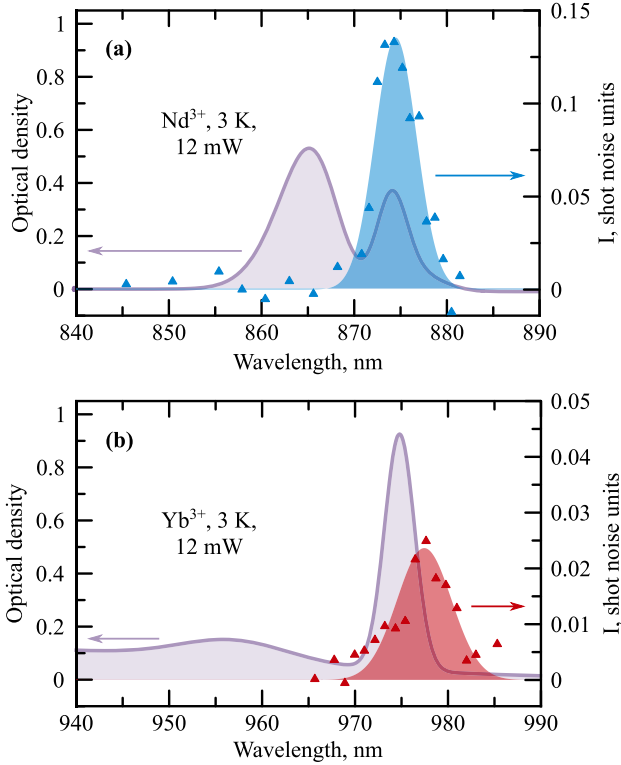 (a)
Nd³⁺, 3 K,
12 mW
Optical density
1
0.8
0.6
0.4
0.2
0
I, shot noise units
0.15
0.1
0.05
0
840 850 860 870 880 890
Wavelength, nm
(b)
Yb³⁺, 3 K,
12 mW
Optical density
1
0.8
0.6
0.4
0.2
0
I, shot noise units
0.05
0.04
0.03
0.02
0.01
0
940 950 960 970 980 990
Wavelength, nm